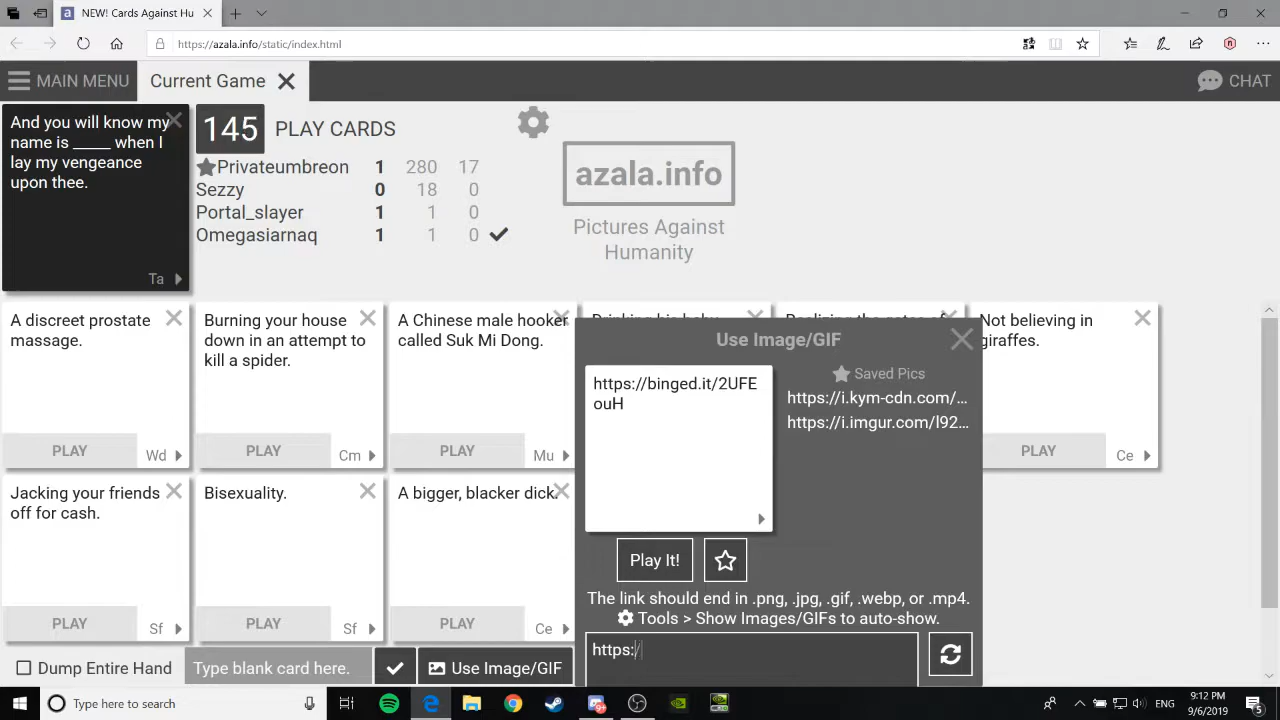 NEW! Cards Against Hu
https://azala.info/static/index.html
MAIN MENU
Current Game
CHAT
And you will know my
name is _____ when I
lay my vengeance
upon thee.
Ta
145 PLAY CARDS
Privateumbreon 1 280 17
Sezzy 0 18 0
Portal_slayer 1 1 0
Omegasiarnaq 1 1 0
azala.info
Pictures Against
Humanity
A discreet prostate
massage.
PLAY
Wd
Burning your house
down in an attempt to
kill a spider.
PLAY
Cm
A Chinese male hooker
called Suk Mi Dong.
PLAY
Mu
Not believing in
giraffes.
PLAY
Ce
Jacking your friends
off for cash.
PLAY
Sf
Bisexuality.
PLAY
Sf
A bigger, blacker dick.
PLAY
Ce
Use Image/GIF
https://binged.it/2UFE
ouH
Saved Pics
https://i.kym-cdn.com/...
https://i.imgur.com/l92...
Play It!
The link should end in .png, .jpg, .gif, .webp, or .mp4.
Tools > Show Images/GIFs to auto-show.
https:/
Dump Entire Hand
Type blank card here.
Use Image/GIF
Type here to search
ENG
9:12 PM
9/6/2019
5